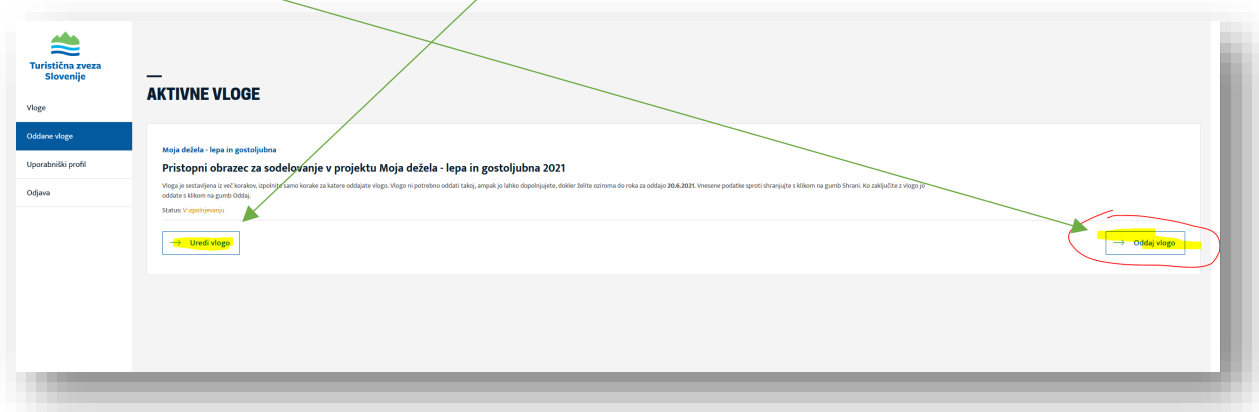 Turistična zveza
Slovenije
Vloge
Oddane vloge
Uporabniški profil
Odjava
AKTIVNE VLOGE
Moja dežela - lepa in gostoljubna
Pristopni obrazec za sodelovanje v projektu Moja dežela - lepa in gostoljubna 2021
Vloga je sestavljena iz več korakov, izpolnite samo korake za katere oddajate vlogo. Vlogo ni potrebno oddati takoj, ampak jo lahko dopolnjujete, dokler želite oziroma do roka za oddajo 20.6.2021. Vnesene podatke sproti shranjujte s klikom na gumb Shrani. Ko zaključite z vlogo jo
oddate s klikom na gumb Oddaj.
Status: V izpolnjevanju
→ Uredi vlogo
→ Oddaj vlogo